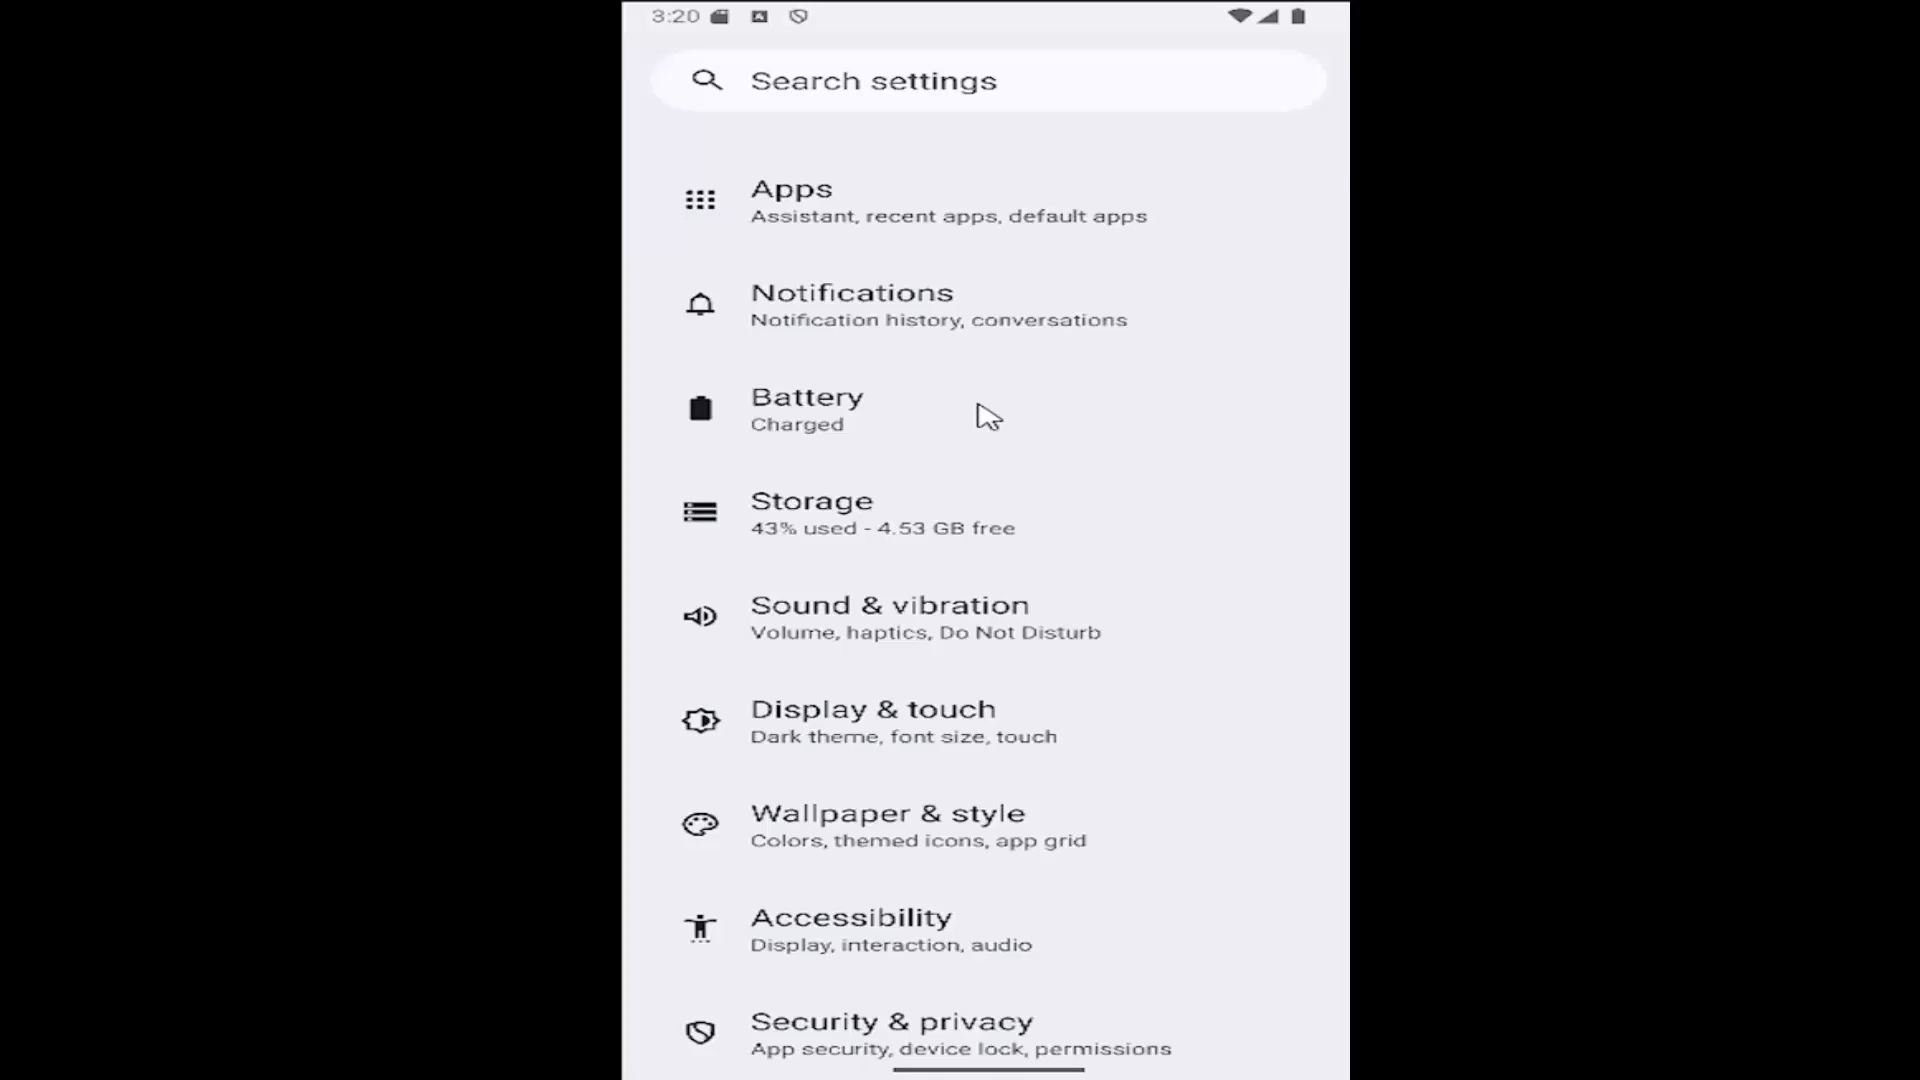 3:20
Search settings
Apps
Assistant, recent apps, default apps
Notifications
Notification history, conversations
Battery
Charged
Storage
43% used - 4.53 GB free
Sound & vibration
Volume, haptics, Do Not Disturb
Display & touch
Dark theme, font size, touch
Wallpaper & style
Colors, themed icons, app grid
Accessibility
Display, interaction, audio
Security & privacy
App security, device lock, permissions